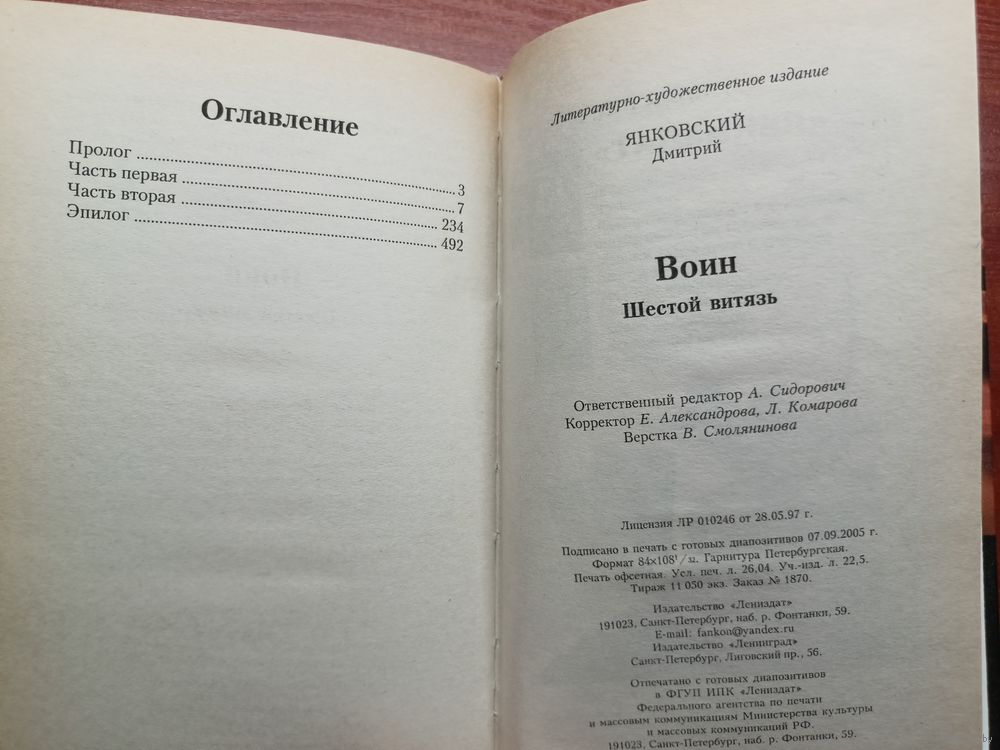 Оглавление
Пролог ........ 3
Часть первая ........ 7
Часть вторая ........ 234
Эпилог ........ 492
Литературно-художественное издание
ЯНКОВСКИЙ
Дмитрий
Воин
Шестой витязь
Ответственный редактор А. Сидорович
Корректор Е. Александрова, Л. Комарова
Верстка В. Смолянинова
Лицензия ЛР 010246 от 28.05.97 г.
Подписано в печать с готовых диапозитивов 07.09.2005 г.
Формат 84×108¹/32. Гарнитура Петербургская.
Печать офсетная. Усл. печ. л. 26,04. Уч.-изд. л. 22,5.
Тираж 11 050 экз. Заказ № 1870.
Издательство «Лениздат»
191023, Санкт-Петербург, наб. р. Фонтанки, 59.
E-mail: fankon@yandex.ru
Издательство «Ленинград»
Санкт-Петербург, Лиговский пр., 56.
Отпечатано с готовых диапозитивов
в ФГУП ИПК «Лениздат»
Федерального агентства по печати
и массовым коммуникациям Министерства культуры
и массовых коммуникаций РФ.
191023, Санкт-Петербург, наб. р. Фонтанки, 59.